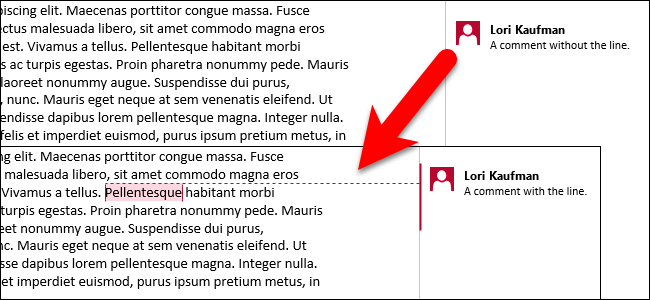 piscing elit. Maecenas porttitor congue massa. Fusce
ctus malesuada libero, sit amet commodo magna eros
est. Vivamus a tellus. Pellentesque habitant morbi
s ac turpis egestas. Proin pharetra nonummy pede. Mauris
laoreet nonummy augue. Suspendisse dui purus,
, nunc. Mauris eget neque at sem venenatis eleifend. Ut
endisse dapibus lorem pellentesque magna. Integer nulla.
felis et imperdiet euismod, purus ipsum pretium metus, in
Lori Kaufman
A comment without the line.
ng elit. Maecenas porttitor congue massa. Fusce
malesuada libero, sit amet commodo magna eros
Vivamus a tellus. Pellentesque habitant morbi
turpis egestas. Proin pharetra nonummy pede. Mauris
eet nonummy augue. Suspendisse dui purus,
nc. Mauris eget neque at sem venenatis eleifend. Ut
sse dapibus lorem pellentesque magna. Integer nulla.
et imperdiet euismod, purus ipsum pretium metus, in
Lori Kaufman
A comment with the line.